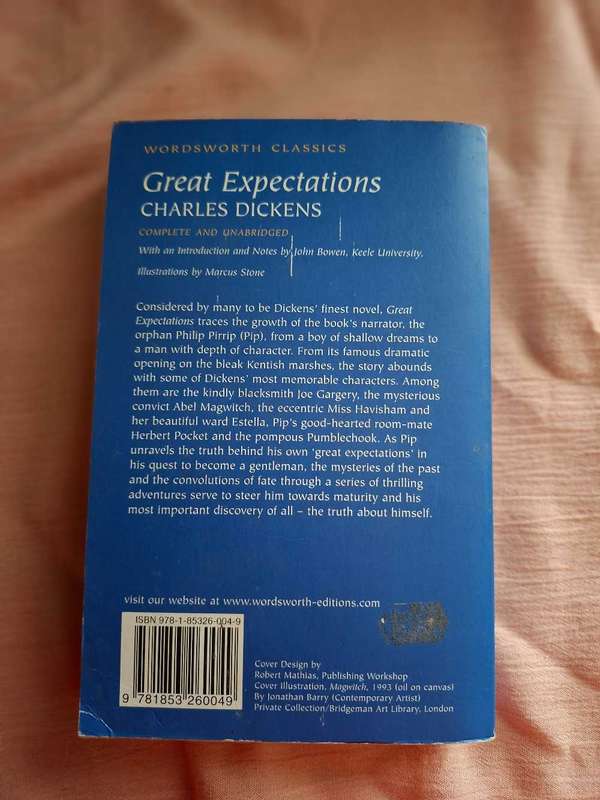 WORDSWORTH CLASSICS
Great Expectations
CHARLES DICKENS
COMPLETE AND UNABRIDGED
With an Introduction and Notes by John Bowen, Keele University.
Illustrations by Marcus Stone
Considered by many to be Dickens' finest novel, Great
Expectations traces the growth of the book's narrator, the
orphan Philip Pirrip (Pip), from a boy of shallow dreams to
a man with depth of character. From its famous dramatic
opening on the bleak Kentish marshes, the story abounds
with some of Dickens' most memorable characters. Among
them are the kindly blacksmith Joe Gargery, the mysterious
convict Abel Magwitch, the eccentric Miss Havisham and
her beautiful ward Estella, Pip's good-hearted room-mate
Herbert Pocket and the pompous Pumblechook. As Pip
unravels the truth behind his own 'great expectations' in
his quest to become a gentleman, the mysteries of the past
and the convolutions of fate through a series of thrilling
adventures serve to steer him towards maturity and his
most important discovery of all – the truth about himself.
visit our website at www.wordsworth-editions.com
ISBN 978-1-85326-004-9
9 781853 260049
Cover Design by
Robert Mathias, Publishing Workshop
Cover Illustration, Magwitch, 1993 (oil on canvas)
By Jonathan Barry (Contemporary Artist)
Private Collection/Bridgeman Art Library, London